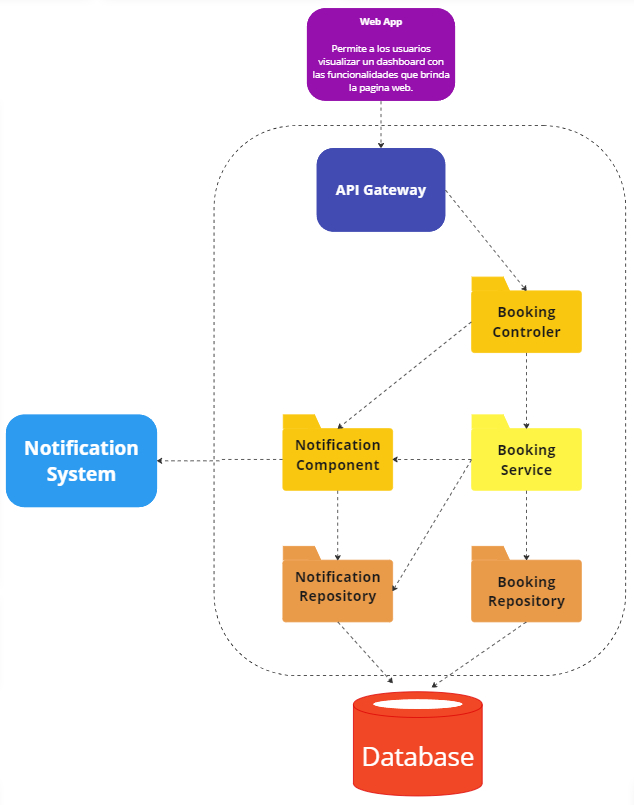 Web App
Permite a los usuarios
visualizar un dashboard con
las funcionalidades que brinda
la pagina web.
API Gateway
Booking
Controler
Notification
System
Notification
Component
Booking
Service
Notification
Repository
Booking
Repository
Database